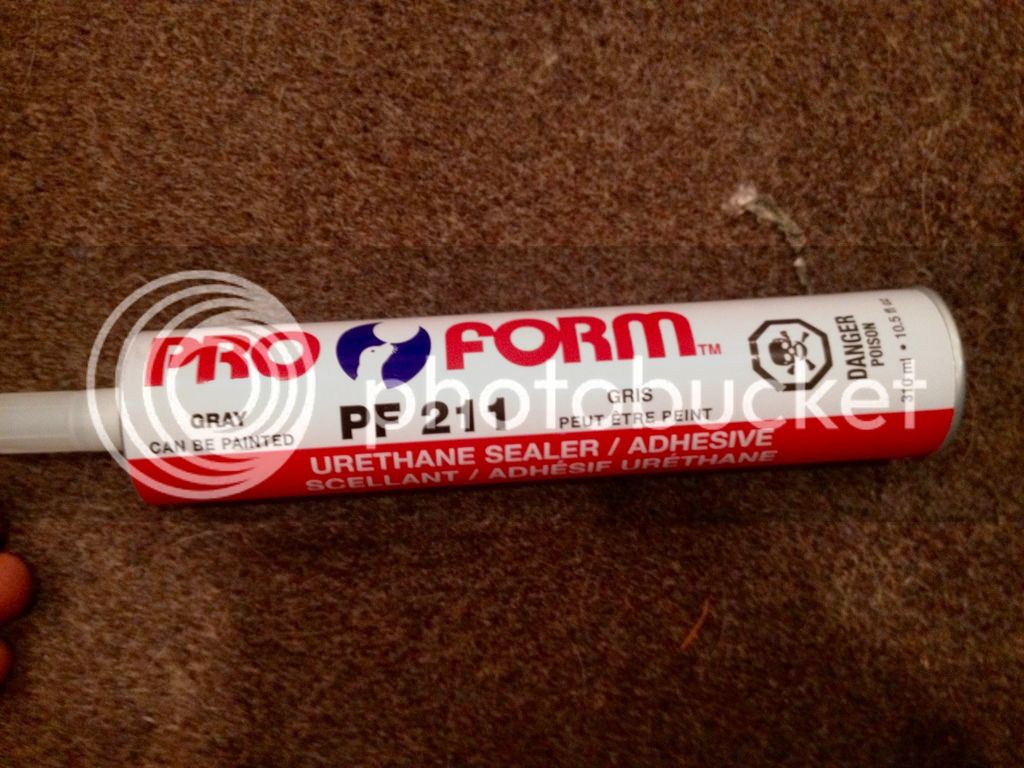 PRO FORM™
GRAY
CAN BE PAINTED
PF 211
GRIS
PEUT ÊTRE PEINT
URETHANE SEALER / ADHESIVE
SCELLANT / ADHÉSIF URÉTHANE
DANGER
POISON
310 ml • 10.5 fl oz
photobucket